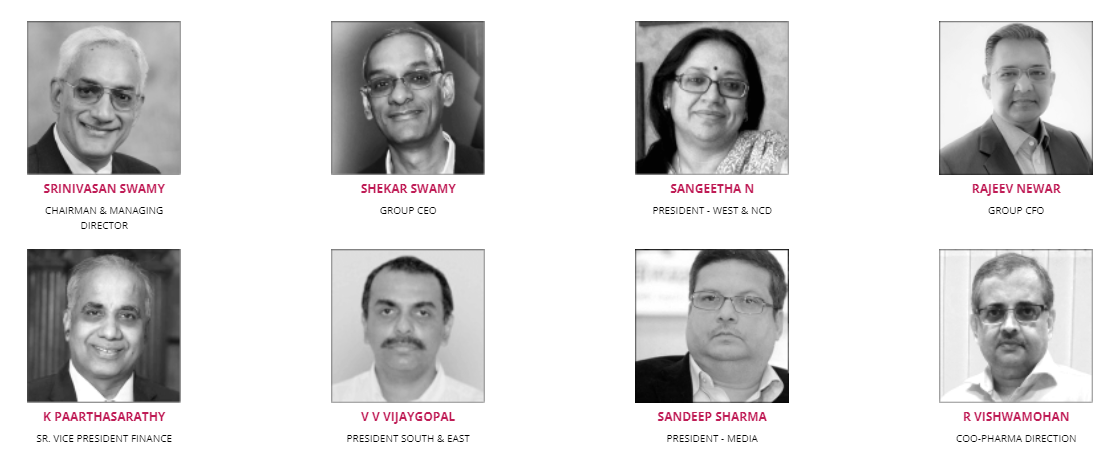 SRINIVASAN SWAMY
CHAIRMAN & MANAGING
DIRECTOR
SHEKAR SWAMY
GROUP CEO
SANGEETHA N
PRESIDENT - WEST & NCD
RAJEEV NEWAR
GROUP CFO
K PAARTHASARATHY
SR. VICE PRESIDENT FINANCE
V V VIJAYGOPAL
PRESIDENT SOUTH & EAST
SANDEEP SHARMA
PRESIDENT - MEDIA
R VISHWAMOHAN
COO-PHARMA DIRECTION